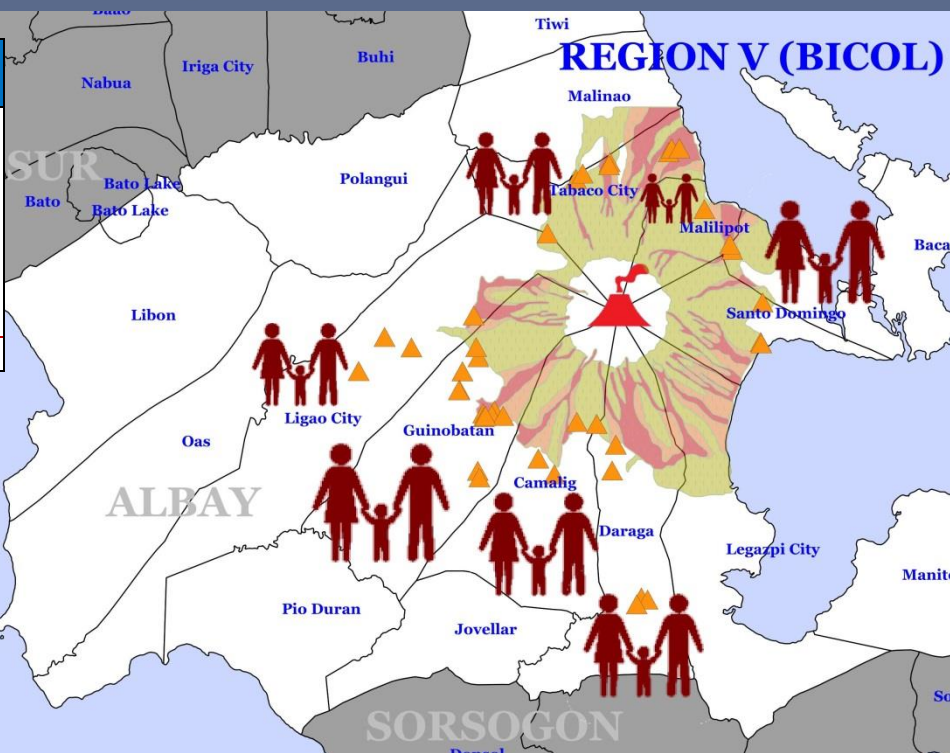 Tiwi
REGION V (BICOL)
Buhi
Iriga City
Nabua
Malinao
SUR
Polangui
Bato Lake
Tabaco City
Bato
Bato Lake
Malilipot
Libon
Santo Domingo
Ligao City
Guinobatan
Oas
Camalig
ALBAY
Daraga
Legazpi City
Pio Duran
Jovellar
SORSOGON